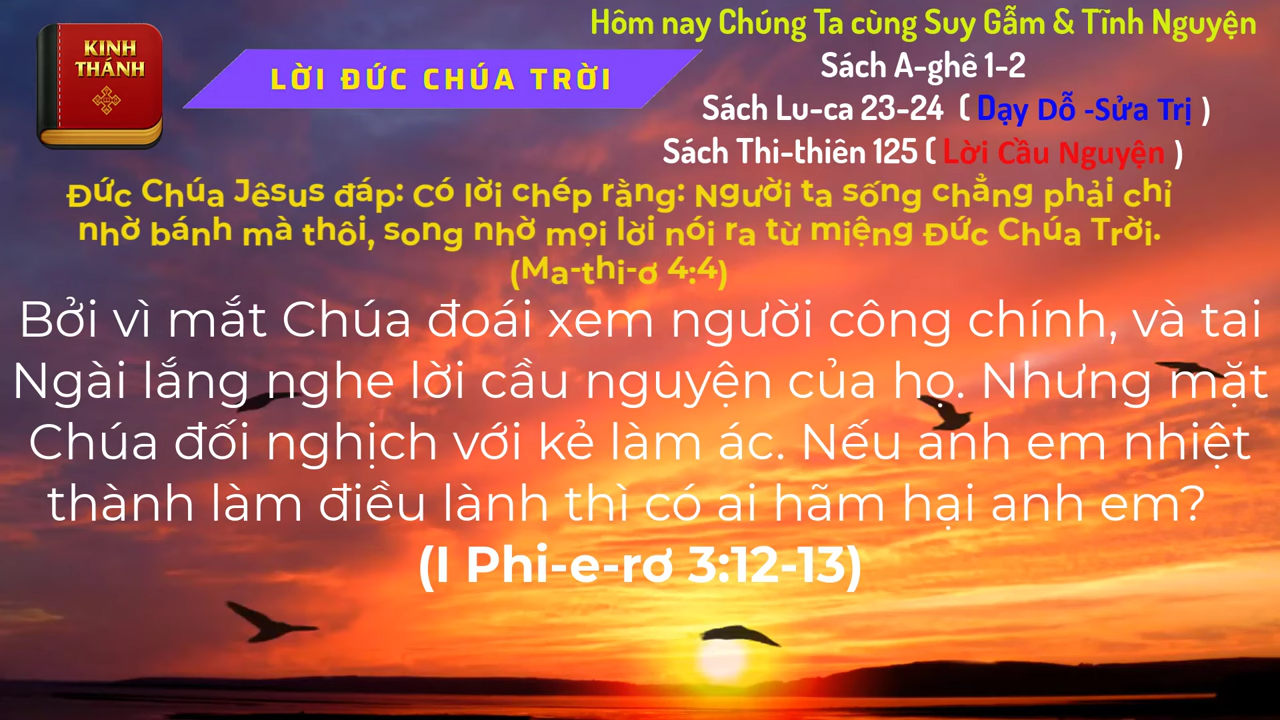 KINH
THÁNH
LỜI ĐỨC CHÚA TRỜI
Hôm nay Chúng Ta cùng Suy Gẫm & Tĩnh Nguyện
Sách A-ghê 1-2
Sách Lu-ca 23-24 ( Dạy Dỗ -Sửa Trị )
Sách Thi-thiên 125 ( Lời Cầu Nguyện )
Đức Chúa Jêsus đáp: Có lời chép rằng: Người ta sống chẳng phải chỉ
nhờ bánh mà thôi, song nhờ mọi lời nói ra từ miệng Đức Chúa Trời.
(Ma-thi-ơ 4:4)
Bởi vì mắt Chúa đoái xem người công chính, và tai
Ngài lắng nghe lời cầu nguyện của họ. Nhưng mặt
Chúa đối nghịch với kẻ làm ác. Nếu anh em nhiệt
thành làm điều lành thì có ai hãm hại anh em?
(I Phi-e-rơ 3:12-13)